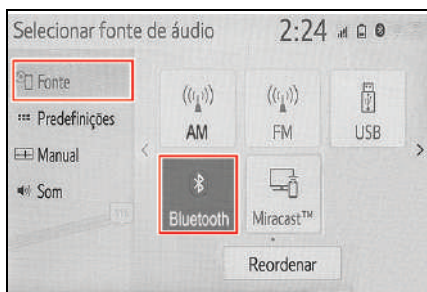 Selecionar fonte de áudio 2:24
Fonte
Predefinições
Manual
Som
AM
FM
USB
Bluetooth
Miracast™
Reordenar